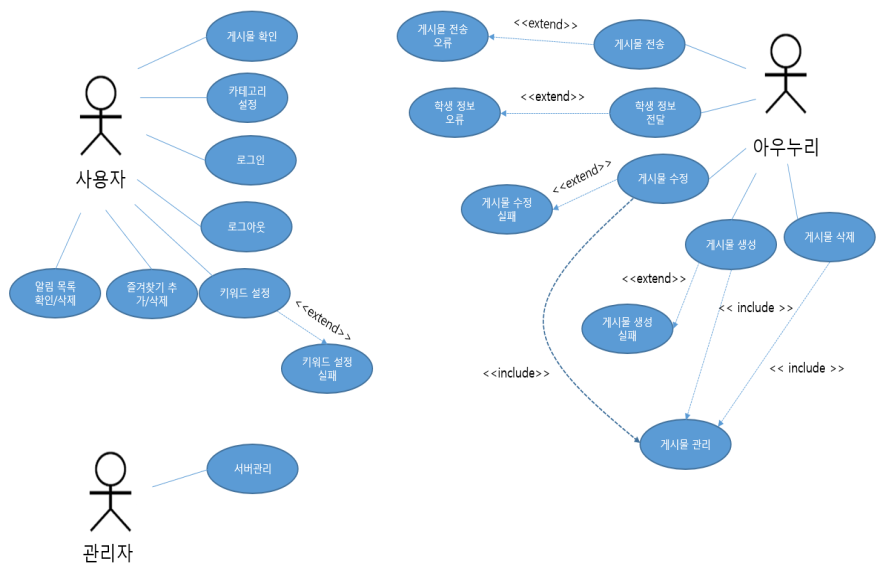 게시물 확인
카테고리
설정
로그인
사용자
로그아웃
알림 목록
확인/삭제
즐겨찾기 추
가/삭제
키워드 설정
<<extend>>
키워드 설정
실패
서버관리
관리자
게시물 전송
오류
<<extend>>
게시물 전송
학생 정보
오류
<<extend>>
학생 정보
전달
아우누리
<<extend>>
게시물 수정
게시물 수정
실패
게시물 생성
게시물 삭제
<<extend>>
게시물 생성
실패
<< include >>
<<include>>
<< include >>
게시물 관리